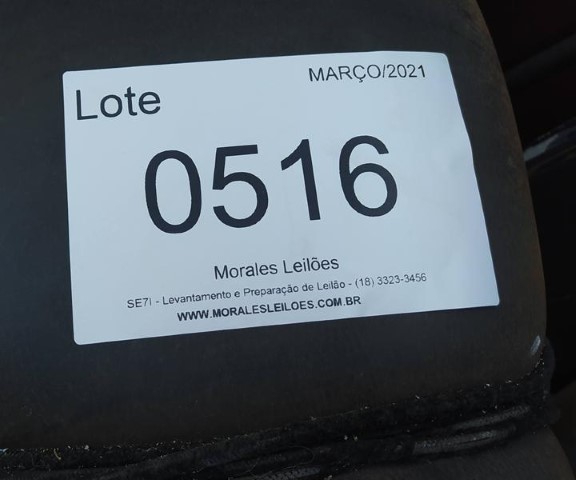 MARÇO/2021
Lote
0516
Morales Leilões
SE7I - Levantamento e Preparação de Leilão - (18) 3323-3456
WWW.MORALESLEILOES.COM.BR